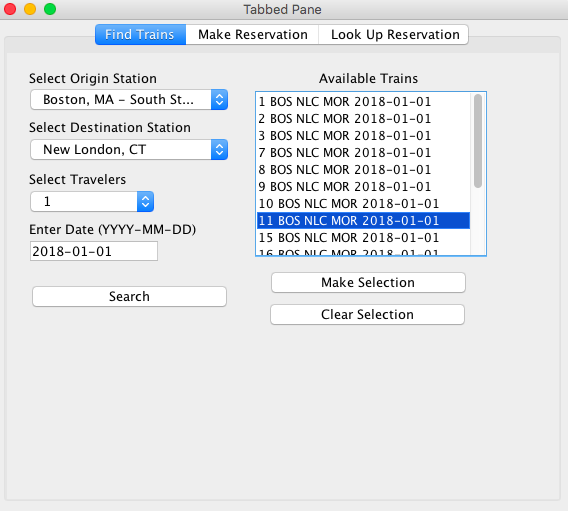 Tabbed Pane
Find Trains Make Reservation Look Up Reservation
Select Origin Station
Boston, MA – South St...
Select Destination Station
New London, CT
Select Travelers
1
Enter Date (YYYY-MM-DD)
2018-01-01
Search
Available Trains
1 BOS NLC MOR 2018-01-01
2 BOS NLC MOR 2018-01-01
3 BOS NLC MOR 2018-01-01
7 BOS NLC MOR 2018-01-01
8 BOS NLC MOR 2018-01-01
9 BOS NLC MOR 2018-01-01
10 BOS NLC MOR 2018-01-01
11 BOS NLC MOR 2018-01-01
15 BOS NLC MOR 2018-01-01
16 BOS NLC MOR 2018-01-01
Make Selection
Clear Selection